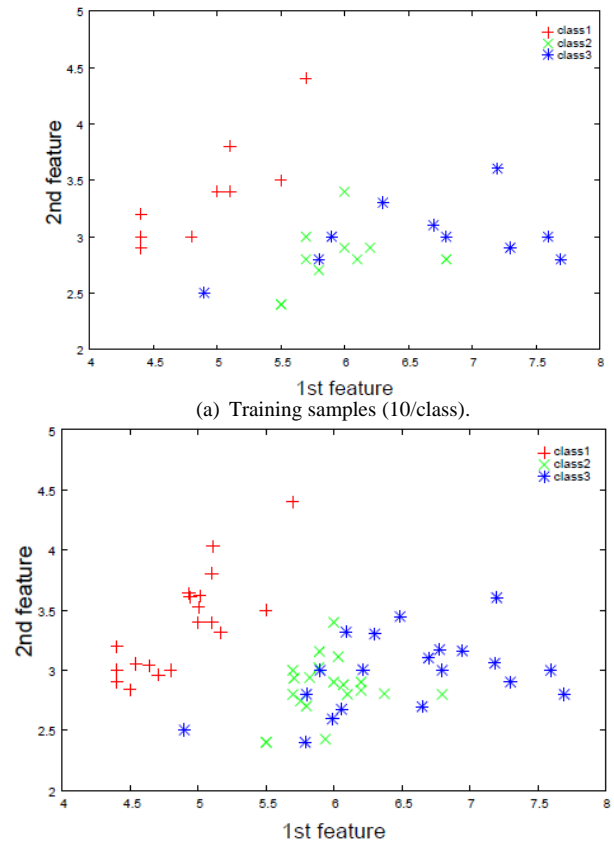 5
class1
class2
class3
4.5
4
3.5
3
2.5
2
2nd feature
4 4.5 5 5.5 6 6.5 7 7.5 8
1st feature
(a) Training samples (10/class).
5
class1
class2
class3
4.5
4
3.5
3
2.5
2
2nd feature
4 4.5 5 5.5 6 6.5 7 7.5 8
1st feature